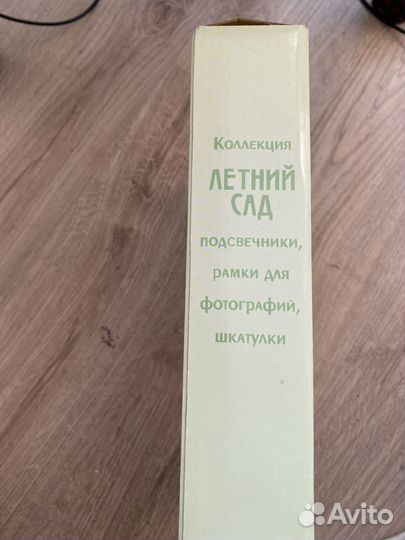 Коллекция
ЛЕТНИЙ
САД
подсвечники,
рамки для
фотографий,
шкатулки
Avito